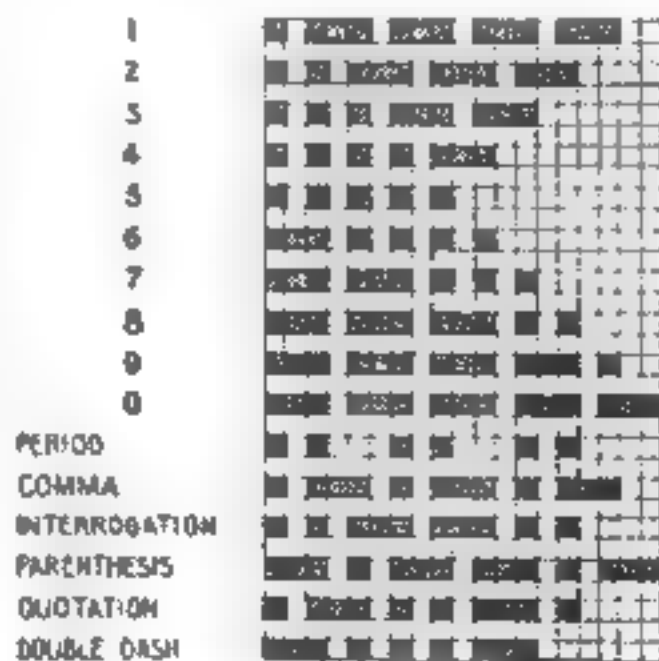 1
2
3
4
5
6
7
8
9
0
PERIOD
COMMA
INTERROGATION
PARENTHESIS
QUOTATION
DOUBLE DASH